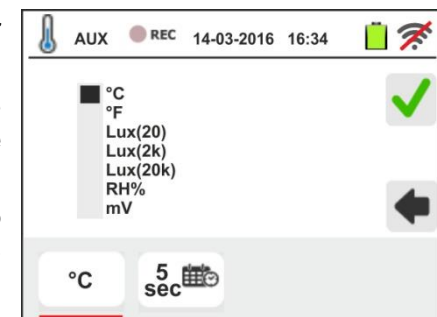 AUX REC 14-03-2016 16:34
°C
°F
Lux(20)
Lux(2k)
Lux(20k)
RH%
mV
°C 5 sec